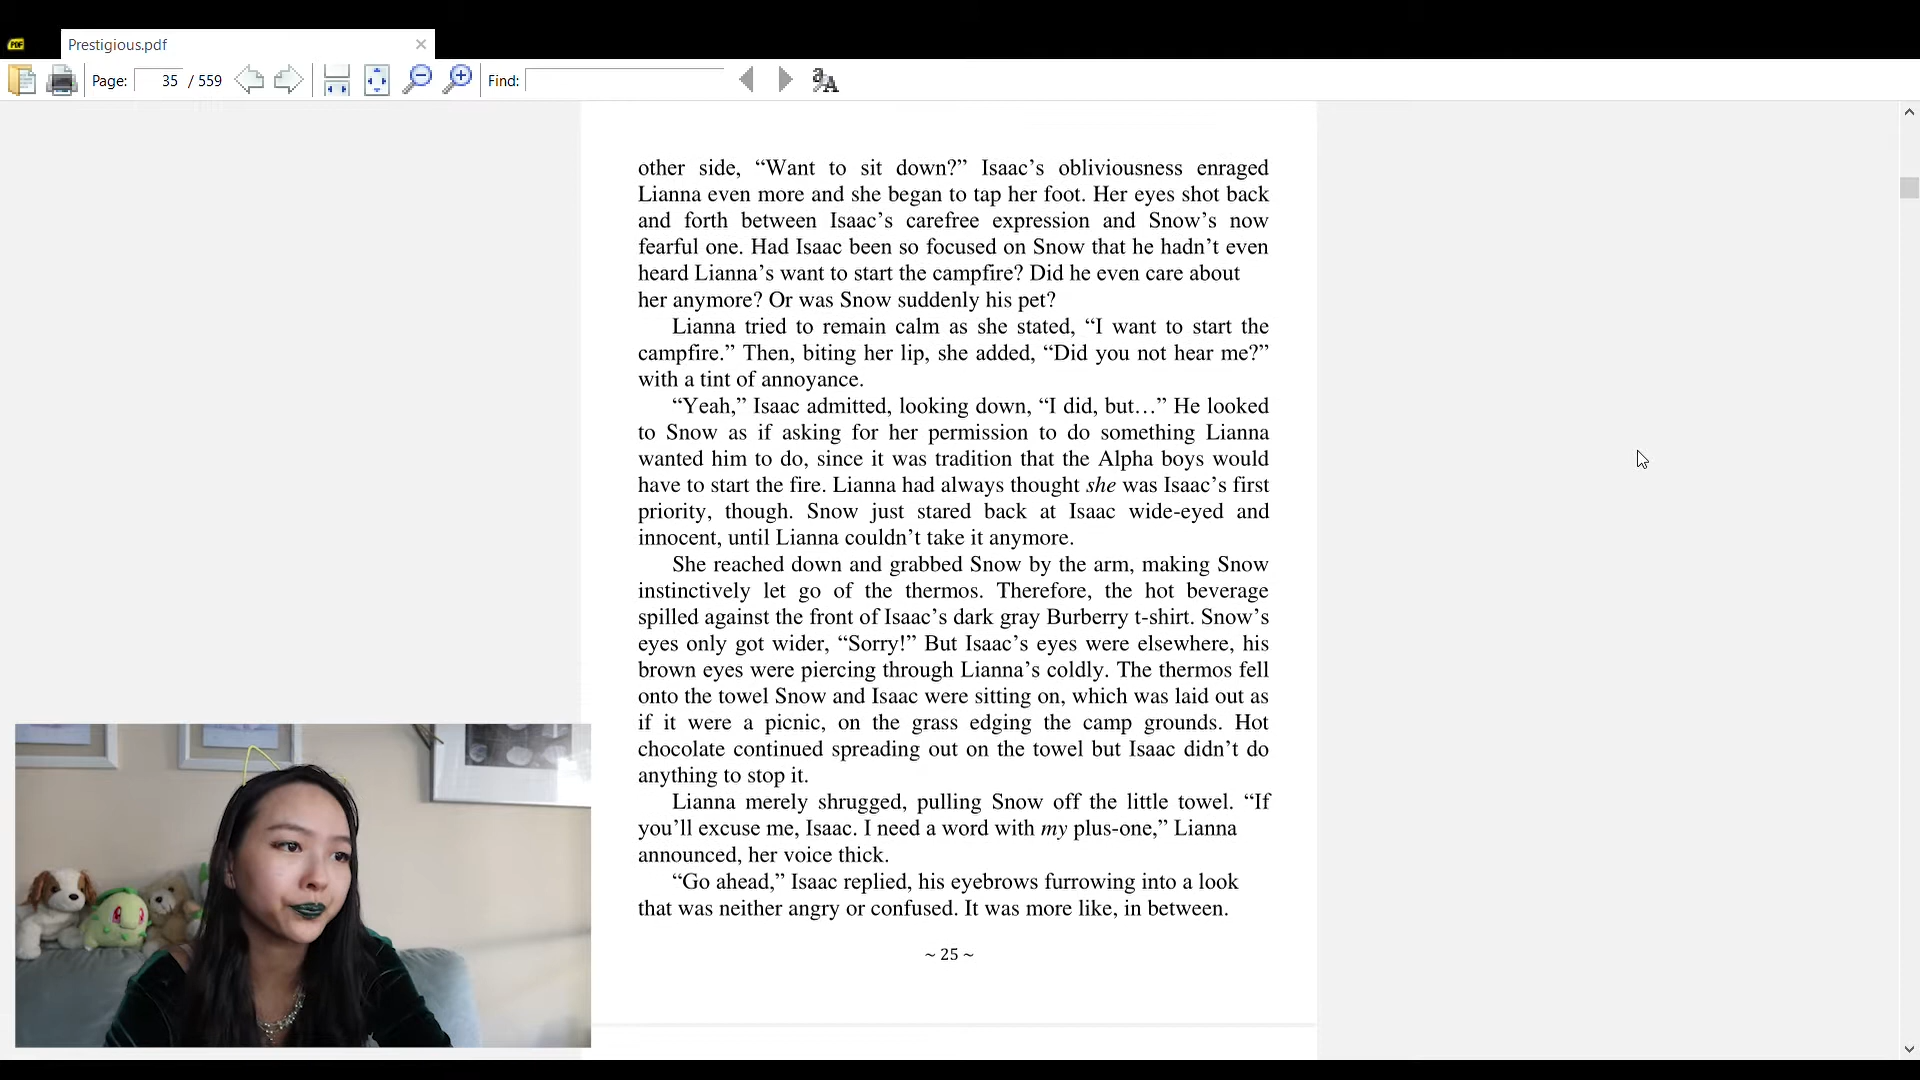 PDF
Prestigious.pdf
Page: 35 / 559
Find:
other side, “Want to sit down?” Isaac’s obliviousness enraged
Lianna even more and she began to tap her foot. Her eyes shot back
and forth between Isaac’s carefree expression and Snow’s now
fearful one. Had Isaac been so focused on Snow that he hadn’t even
heard Lianna’s want to start the campfire? Did he even care about
her anymore? Or was Snow suddenly his pet?
Lianna tried to remain calm as she stated, “I want to start the
campfire.” Then, biting her lip, she added, “Did you not hear me?”
with a tint of annoyance.
“Yeah,” Isaac admitted, looking down, “I did, but…” He looked
to Snow as if asking for her permission to do something Lianna
wanted him to do, since it was tradition that the Alpha boys would
have to start the fire. Lianna had always thought she was Isaac’s first
priority, though. Snow just stared back at Isaac wide-eyed and
innocent, until Lianna couldn’t take it anymore.
She reached down and grabbed Snow by the arm, making Snow
instinctively let go of the thermos. Therefore, the hot beverage
spilled against the front of Isaac’s dark gray Burberry t-shirt. Snow’s
eyes only got wider, “Sorry!” But Isaac’s eyes were elsewhere, his
brown eyes were piercing through Lianna’s coldly. The thermos fell
onto the towel Snow and Isaac were sitting on, which was laid out as
if it were a picnic, on the grass edging the camp grounds. Hot
chocolate continued spreading out on the towel but Isaac didn’t do
anything to stop it.
Lianna merely shrugged, pulling Snow off the little towel. “If
you’ll excuse me, Isaac. I need a word with my plus-one,” Lianna
announced, her voice thick.
“Go ahead,” Isaac replied, his eyebrows furrowing into a look
that was neither angry or confused. It was more like, in between.
~ 25 ~